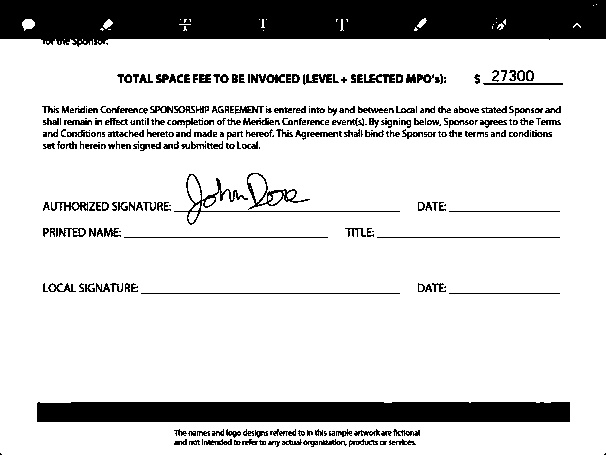 for the Sponsor.
TOTAL SPACE FEE TO BE INVOICED (LEVEL + SELECTED MPO's): $ 27300
This Meridien Conference SPONSORSHIP AGREEMENT is entered into by and between Local and the above stated Sponsor and
shall remain in effect until the completion of the Meridien Conference event(s). By signing below, Sponsor agrees to the Terms
and Conditions attached hereto and made a part hereof. This Agreement shall bind the Sponsor to the terms and conditions
set forth herein when signed and submitted to Local.
AUTHORIZED SIGNATURE: John Doe DATE:
PRINTED NAME: TITLE:
LOCAL SIGNATURE: DATE:
The names and logo designs referred to in this sample artwork are fictional
and not intended to refer to any actual organization, products or services.